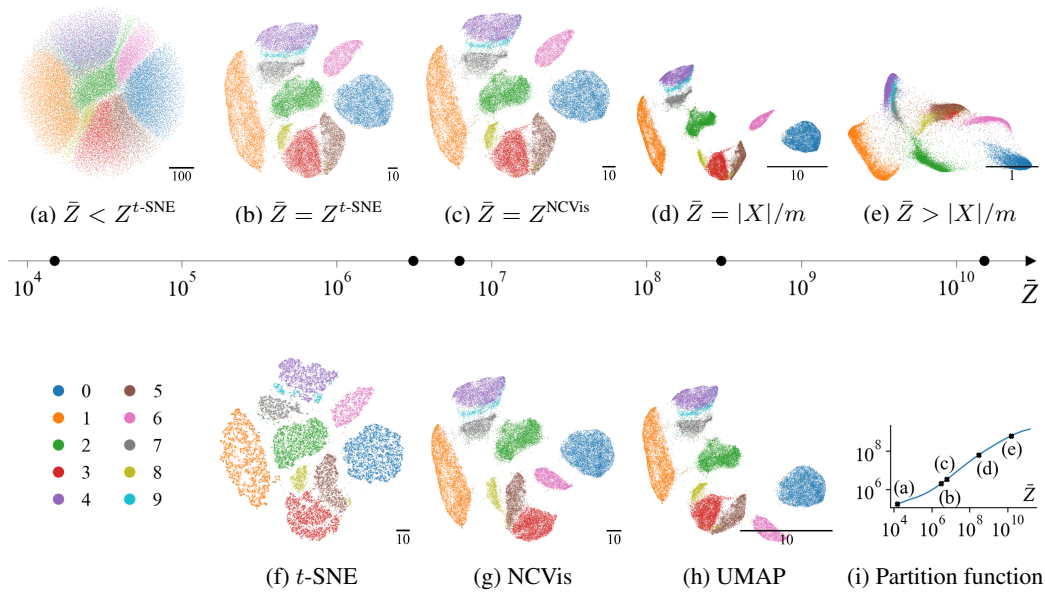 100
10
10
10
1
(a) Z̄ < Z^{t-SNE}
(b) Z̄ = Z^{t-SNE}
(c) Z̄ = Z^{NCVis}
(d) Z̄ = |X|/m
(e) Z̄ > |X|/m
10^4 10^5 10^6 10^7 10^8 10^9 10^10 Z̄
0 5
1 6
2 7
3 8
4 9
10
10
10
10^8
10^6
(a) (c) (b) (d) (e)
Z̄
10^4 10^6 10^8 10^10
(f) t-SNE
(g) NCVis
(h) UMAP
(i) Partition function